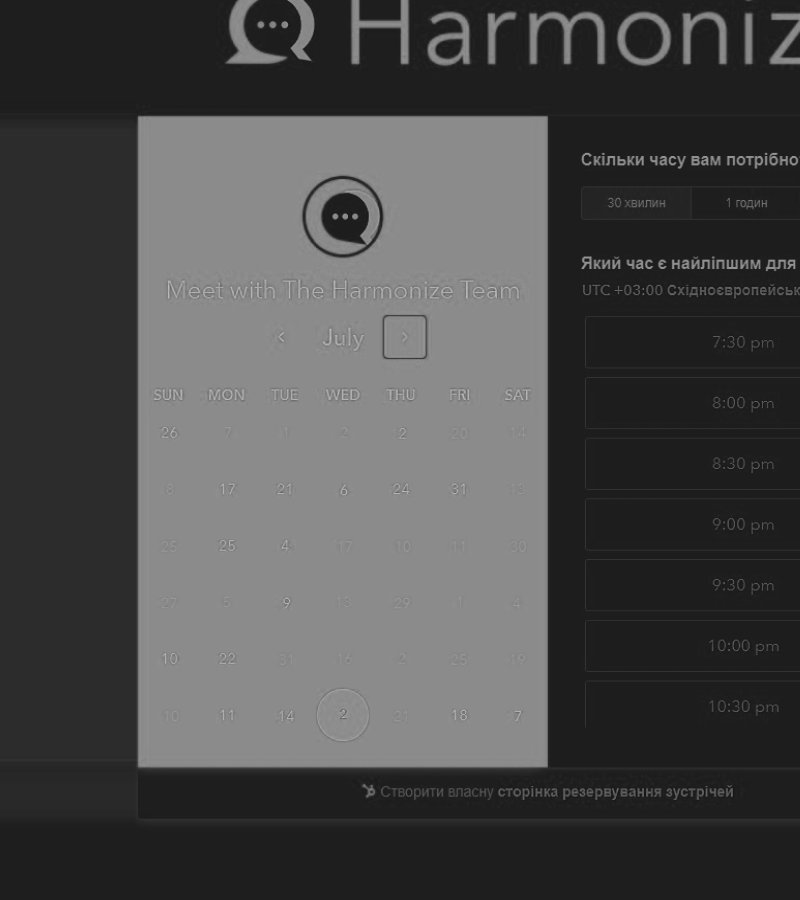 Harmoniz
Скільки часу вам потрібно?
30 хвилин 1 годин
Який час є найліпшим для
UTC +03:00 Східноєвропейськ
Meet with The Harmonize Team
‹ July ›
SUN MON TUE WED THU FRI SAT
26 7 1 2 2 20 14
8 17 21 6 24 31 13
25 25 4 17 10 11 30
27 5 9 13 29 1 4
10 22 31 16 2 25 19
10 11 14 2 21 18 7
7:30 pm
8:00 pm
8:30 pm
9:00 pm
9:30 pm
10:00 pm
10:30 pm
Створити власну сторінка резервування зустрічей